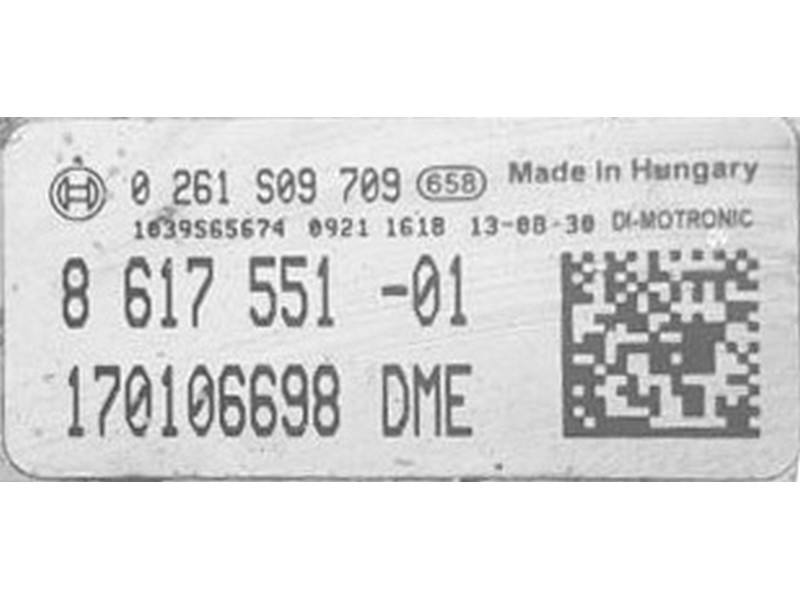 0 261 S09 709 658 Made in Hungary
1039S65674 0921 1618 13-08-30 DI-MOTRONIC
8 617 551 -01
170106698 DME